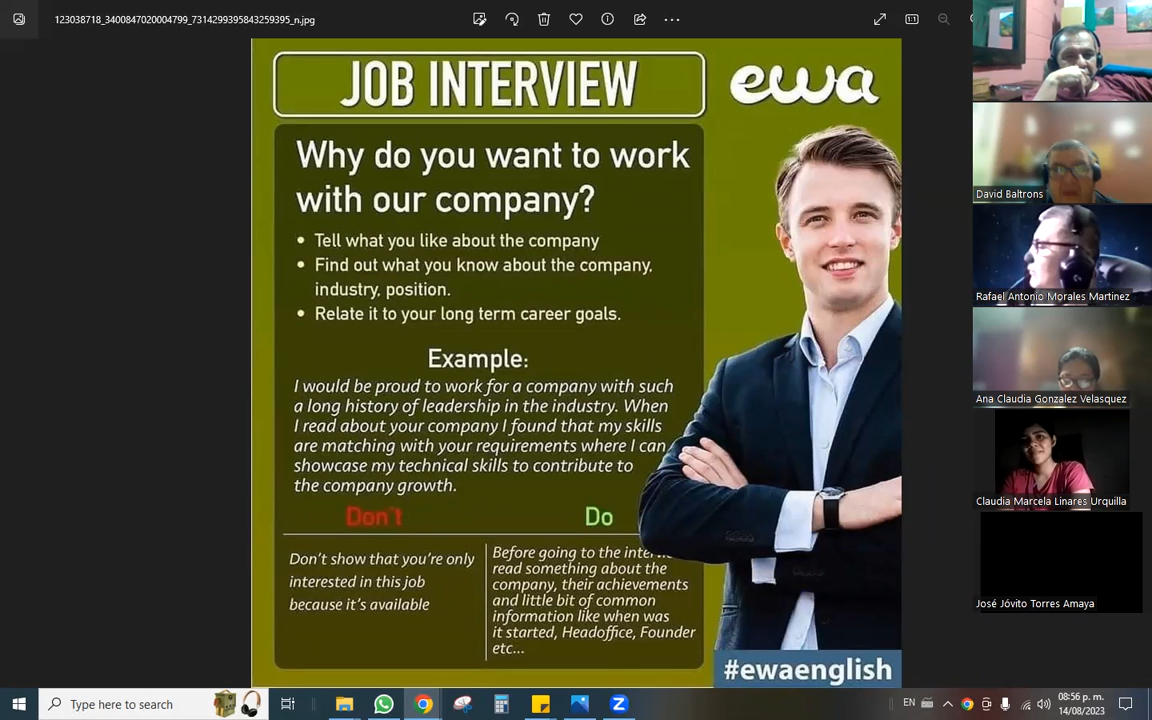 123038718_3400847020004799_7314299395843259395_n.jpg
JOB INTERVIEW
ewa
Why do you want to work
with our company?
• Tell what you like about the company
• Find out what you know about the company,
industry, position.
• Relate it to your long term career goals.
Example:
I would be proud to work for a company with such
a long history of leadership in the industry. When
I read about your company I found that my skills
are matching with your requirements where I can
showcase my technical skills to contribute to
the company growth.
Don't
Do
Don't show that you're only
interested in this job
because it's available
Before going to the
read something about the
company, their achievements
and little bit of common
information like when was
it started, Headoffice, Founder
etc...
#ewaenglish
David Baltrons
Rafael Antonio Morales Martinez
Ana Claudia Gonzalez Velasquez
Claudia Marcela Linares Urquilla
José Jóvito Torres Amaya
Type here to search
EN
08:56 p. m.
14/08/2023